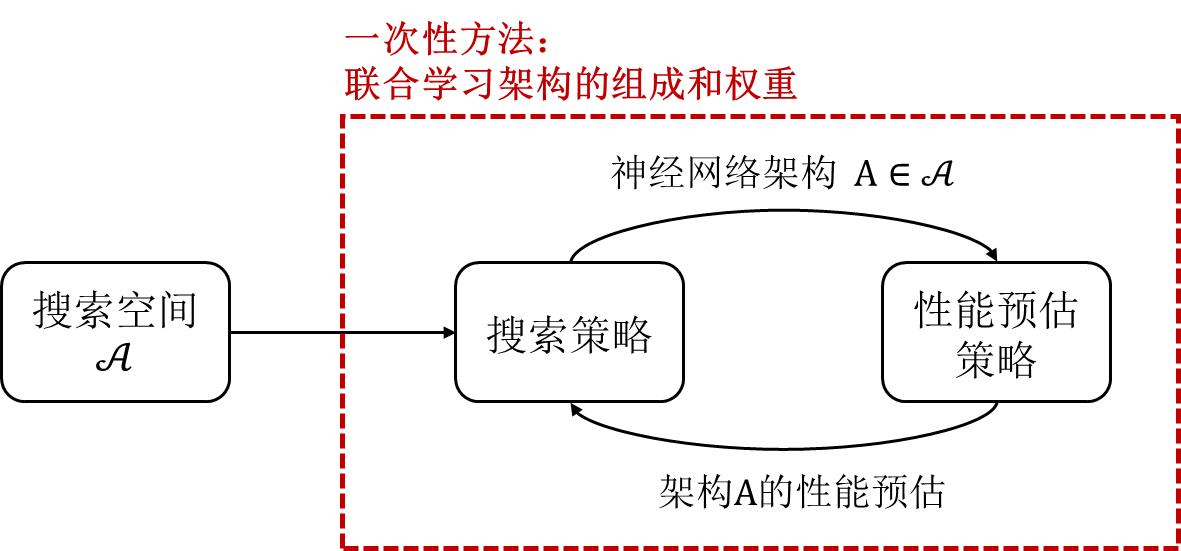 一次性方法：
联合学习架构的组成和权重
神经网络架构 A ∈ 𝒜
搜索空间
𝒜
搜索策略
性能预估
策略
架构A的性能预估